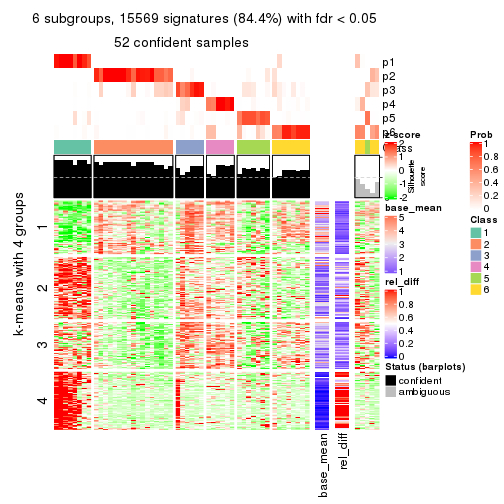 6 subgroups, 15569 signatures (84.4%) with fdr < 0.05
52 confident samples
p1
p2
p3
p4
p5
p6
Class
Silhouette
score
k-means with 4 groups
1
2
3
4
base_mean
rel_diff
z-score
2
1
0
-1
-2
base_mean
5
4
3
2
1
rel_diff
1
0.8
0.6
0.4
0.2
0
Status (barplots)
confident
ambiguous
Prob
1
0.8
0.6
0.4
0.2
0
Class
1
2
3
4
5
6